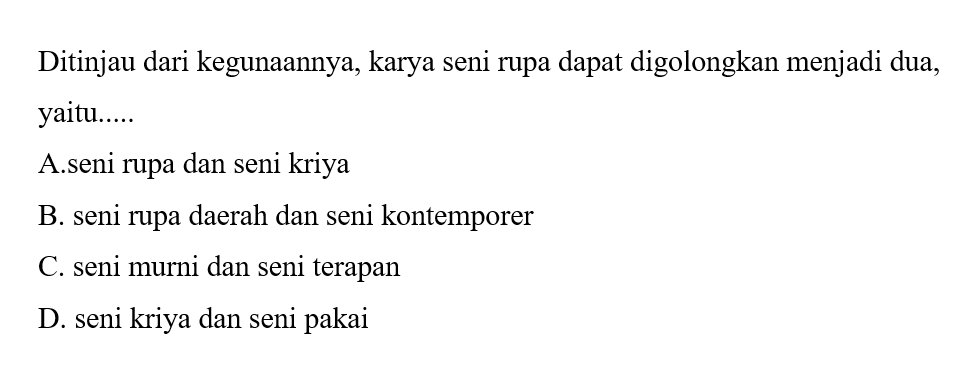 Ditinjau dari kegunaannya, karya seni rupa dapat digolongkan menjadi dua,
yaitu.....
A.seni rupa dan seni kriya
B. seni rupa daerah dan seni kontemporer
C. seni murni dan seni terapan
D. seni kriya dan seni pakai